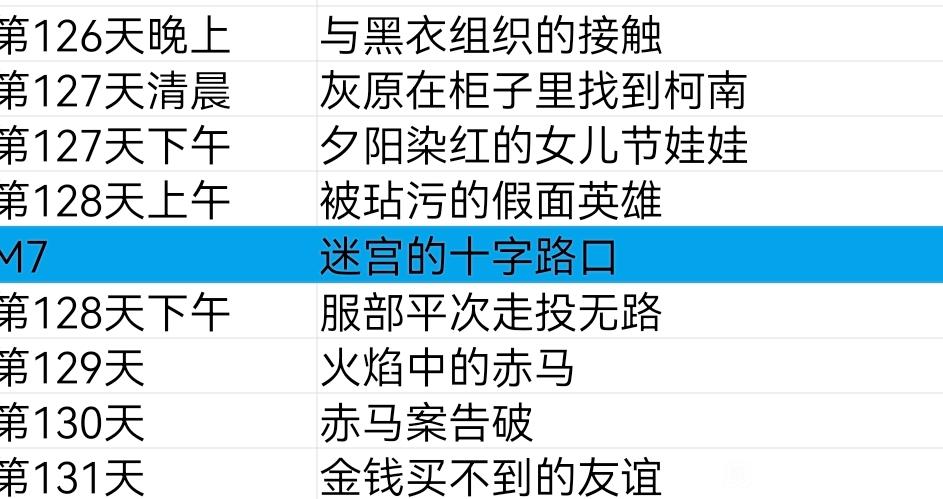 第126天晚上 与黑衣组织的接触
第127天清晨 灰原在柜子里找到柯南
第127天下午 夕阳染红的女儿节娃娃
第128天上午 被玷污的假面英雄
M7 迷宫的十字路口
第128天下午 服部平次走投无路
第129天 火焰中的赤马
第130天 赤马案告破
第131天 金钱买不到的友谊